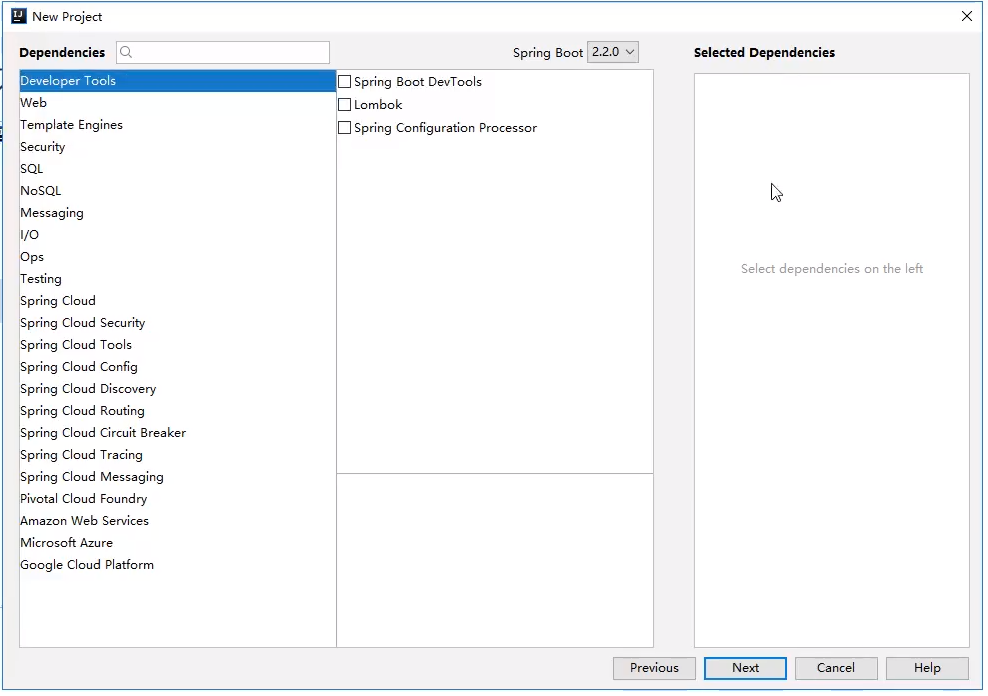 New Project
Dependencies
Spring Boot 2.2.0
Selected Dependencies
Developer Tools
Web
Template Engines
Security
SQL
NoSQL
Messaging
I/O
Ops
Testing
Spring Cloud
Spring Cloud Security
Spring Cloud Tools
Spring Cloud Config
Spring Cloud Discovery
Spring Cloud Routing
Spring Cloud Circuit Breaker
Spring Cloud Tracing
Spring Cloud Messaging
Pivotal Cloud Foundry
Amazon Web Services
Microsoft Azure
Google Cloud Platform
Spring Boot DevTools
Lombok
Spring Configuration Processor
Select dependencies on the left
Previous
Next
Cancel
Help